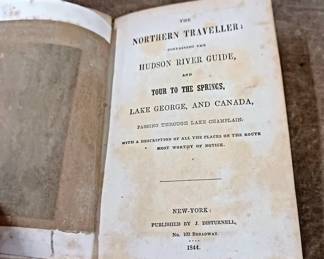 THE
NORTHERN TRAVELLER;
CONTAINING THE
HUDSON RIVER GUIDE,
AND
TOUR TO THE SPRINGS,
LAKE GEORGE, AND CANADA,
PASSING THROUGH LAKE CHAMPLAIN.
WITH A DESCRIPTION OF ALL THE PLACES ON THE ROUTE
MOST WORTHY OF NOTICE.
NEW-YORK:
PUBLISHED BY J. DISTURNELL,
No. 102 BROADWAY.
1844.